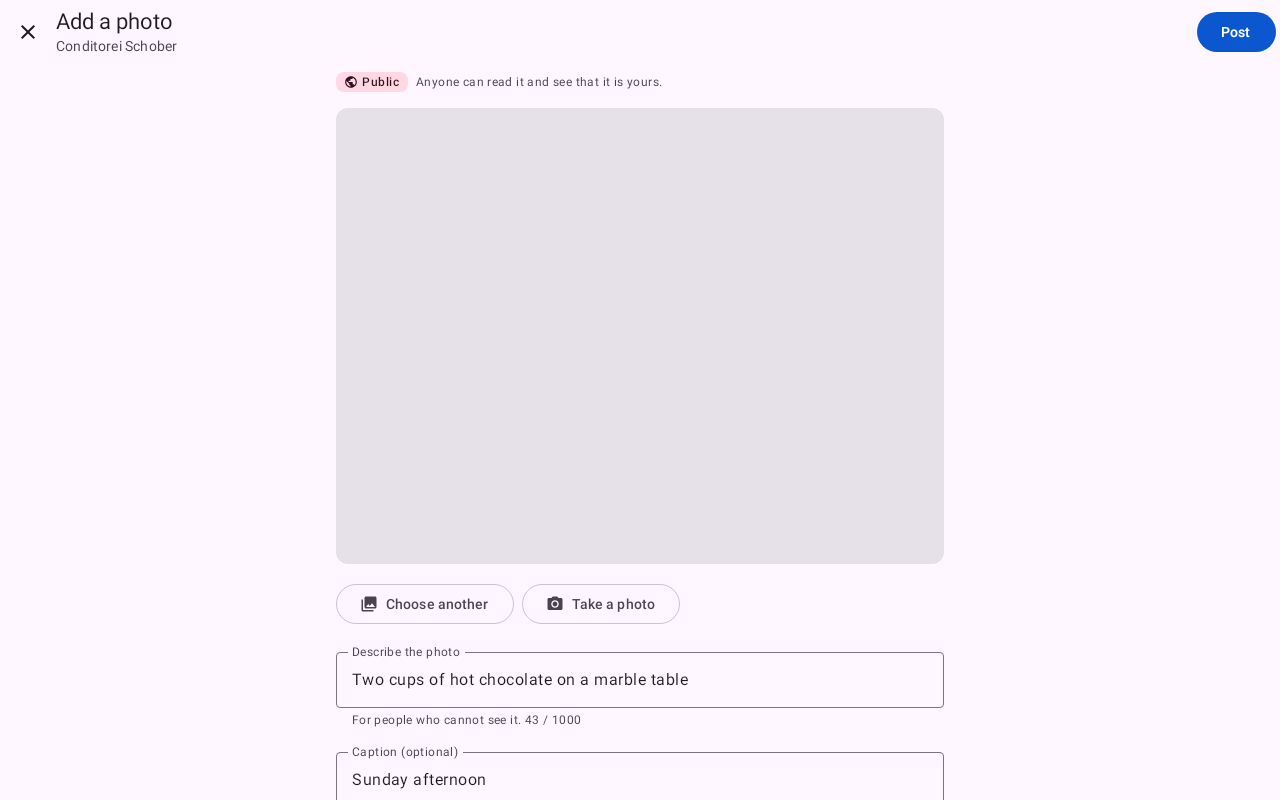 Add a photo
Conditorei Schober
Post
Public
Anyone can read it and see that it is yours.
Choose another
Take a photo
Describe the photo
Two cups of hot chocolate on a marble table
For people who cannot see it. 43 / 1000
Caption (optional)
Sunday afternoon